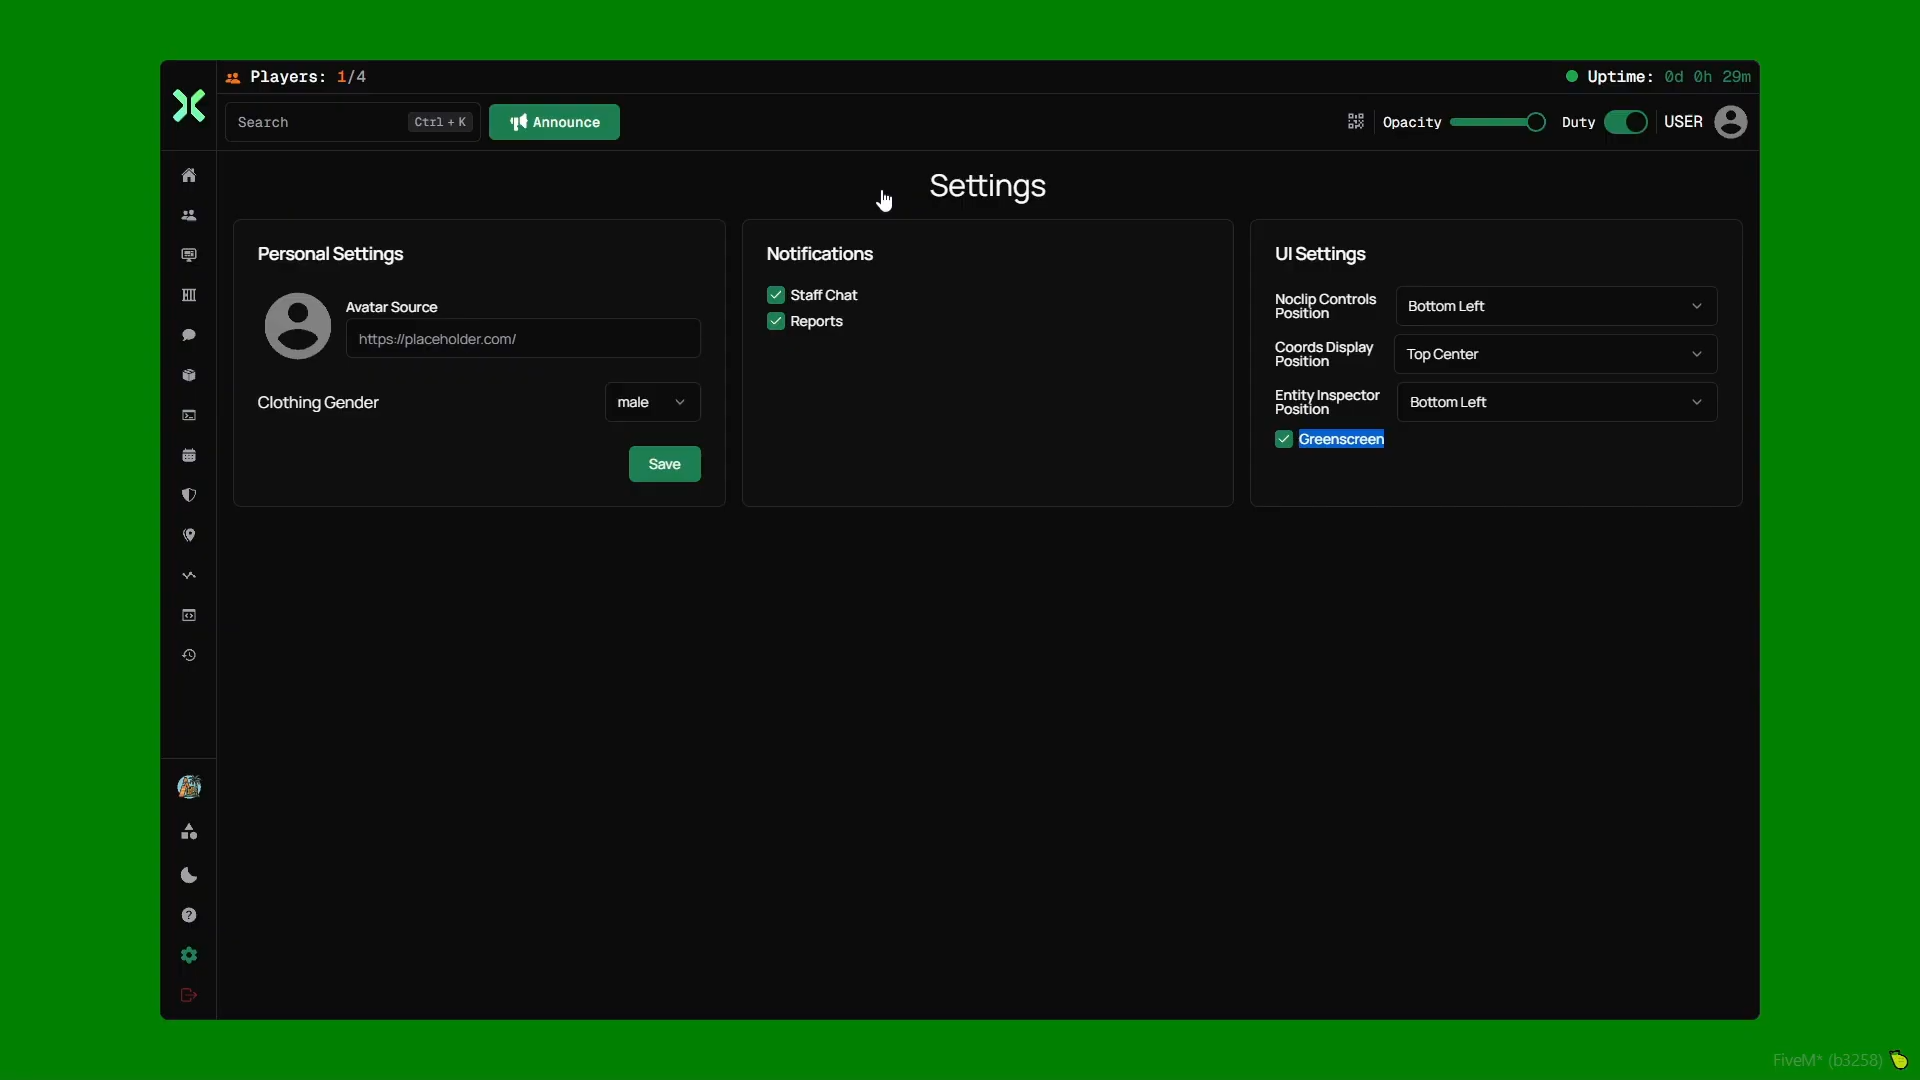 Players: 1/4
Uptime: 0d 0h 29m
Search
Ctrl + K
Announce
Opacity
Duty
USER
Settings
Personal Settings
Avatar Source
https://placeholder.com/
Clothing Gender
male
Save
Notifications
Staff Chat
Reports
UI Settings
Noclip Controls
Position
Bottom Left
Coords Display
Position
Top Center
Entity Inspector
Position
Bottom Left
Greenscreen
FiveM* (b3258)